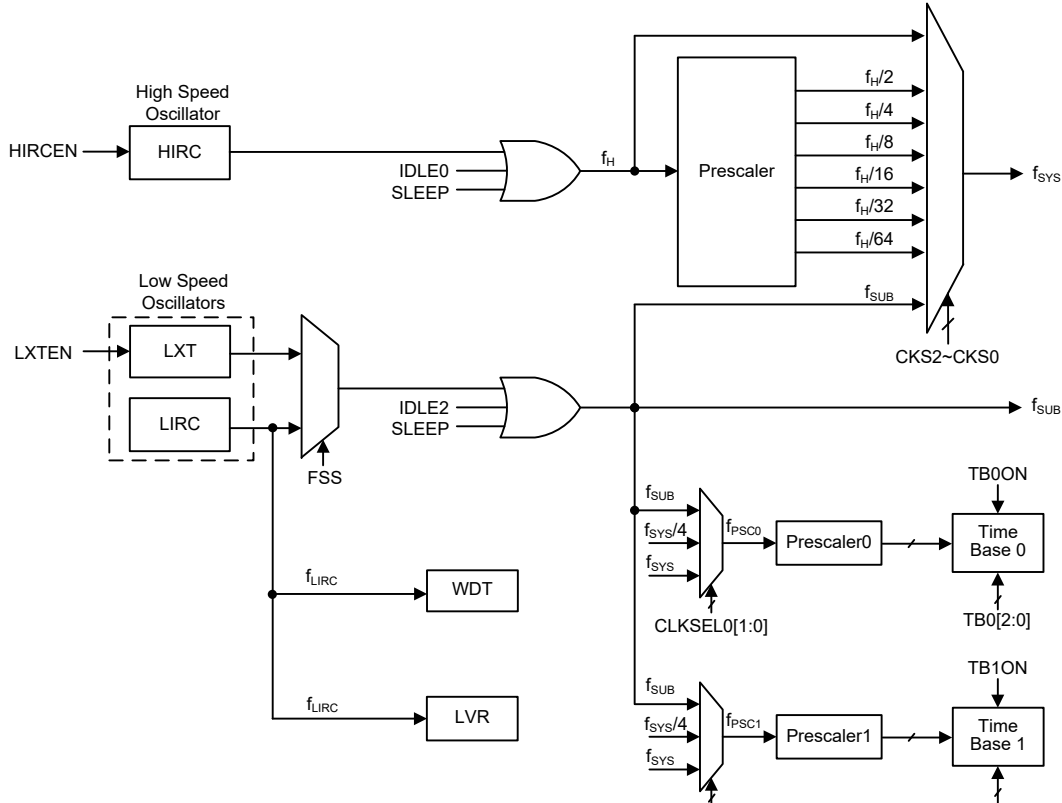 High Speed
Oscillator
HIRCEN
HIRC
IDLE0
SLEEP
fH
Prescaler
fH/2
fH/4
fH/8
fH/16
fH/32
fH/64
fSUB
fSYS
CKS2~CKS0
Low Speed
Oscillators
LXTEN
LXT
LIRC
FSS
IDLE2
SLEEP
fSUB
fSUB
fSYS/4
fSYS
CLKSEL0[1:0]
fPSC0
Prescaler0
TB0ON
Time
Base 0
TB0[2:0]
fLIRC
WDT
fLIRC
LVR
fSUB
fSYS/4
fSYS
fPSC1
Prescaler1
TB1ON
Time
Base 1